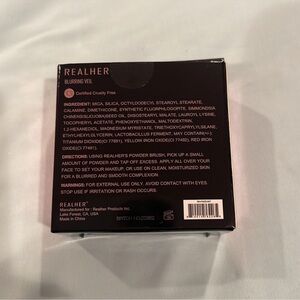 REALHER
BLURRING VEIL
Certified Cruelty Free
INGREDIENT: MICA, SILICA, OCTYLDODECYL STEAROYL STEARATE,
CALAMINE, DIMETHICONE, SYNTHETIC FLUORPHLOGOPITE, SIMMONDSIA
CHINENSIS(JOJOBA)SEED OIL, DIISOSTEARYL MALATE, LAUROYL LYSINE,
TOCOPHERYL ACETATE, PHENOXYETHANOL, MALTODEXTRIN,
1,2-HEXANEDIOL, MAGNESIUM MYRISTATE, TRIETHOXYCAPRYLYLSILANE,
ETHYLHEXYLGLYCERIN, LACTOBACILLUS FERMENT, MAY CONTAIN(+/-):
TITANIUM DIOXIDE(CI 77891), YELLOW IRON OXIDE(CI 77492), RED IRON
OXIDE(CI 77491).
DIRECTIONS: USING REALHER'S POWDER BRUSH, PICK UP A SMALL
AMOUNT OF POWDER AND TAP OFF EXCESS. APPLY ALL OVER YOUR
FACE TO SET YOUR MAKEUP, OR USE ON CLEAN, MOISTURIZED SKIN
FOR A BLURRED AND SMOOTH COMPLEXION
WARNINGS: FOR EXTERNAL USE ONLY. AVOID CONTACT WITH EYES
STOP USE IF IRRITATION OR RASH OCCURS.
REALHER
Manufactured for : Realher Products Inc.
Lake Forest, CA, USA
Made in China